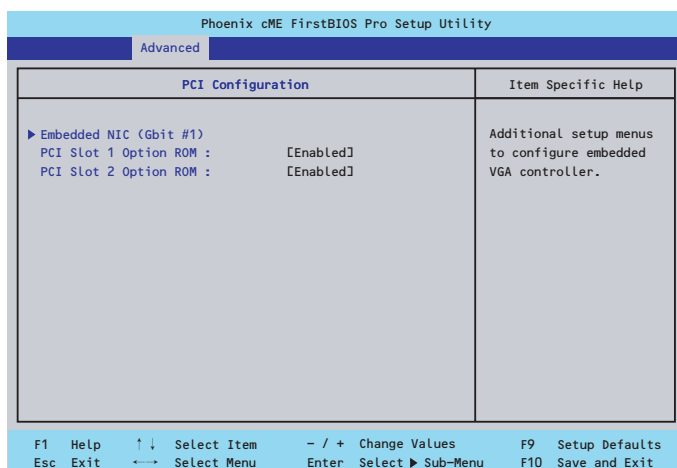 Phoenix cME FirstBIOS Pro Setup Utility
Advanced
PCI Configuration
Item Specific Help
▶ Embedded NIC (Gbit #1)
PCI Slot 1 Option ROM : [Enabled]
PCI Slot 2 Option ROM : [Enabled]
Additional setup menus
to configure embedded
VGA controller.
F1 Help ↑↓ Select Item - / + Change Values F9 Setup Defaults
Esc Exit ←→ Select Menu Enter Select ▶ Sub-Menu F10 Save and Exit